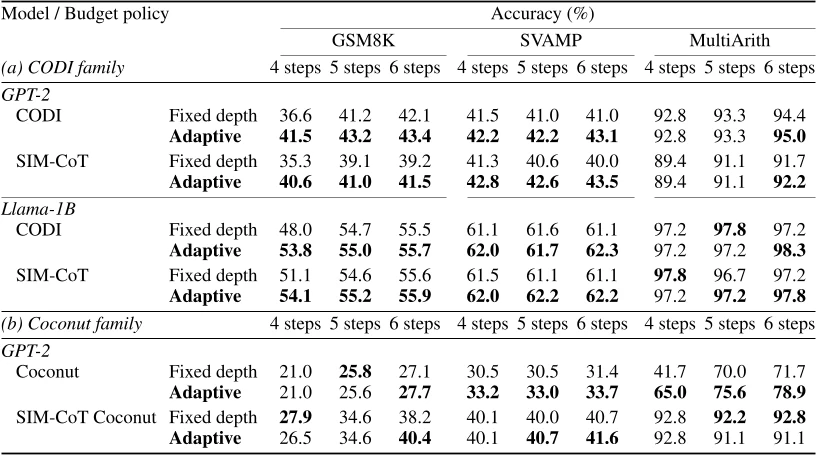 Model / Budget policy Accuracy (%)
GSM8K SVAMP MultiArith
(a) CODI family 4 steps 5 steps 6 steps 4 steps 5 steps 6 steps 4 steps 5 steps 6 steps
GPT-2
CODI Fixed depth 36.6 41.2 42.1 41.5 41.0 41.0 92.8 93.3 94.4
Adaptive 41.5 43.2 43.4 42.2 42.2 43.1 92.8 93.3 95.0
SIM-CoT Fixed depth 35.3 39.1 39.2 41.3 40.6 40.0 89.4 91.1 91.7
Adaptive 40.6 41.0 41.5 42.8 42.6 43.5 89.4 91.1 92.2
Llama-1B
CODI Fixed depth 48.0 54.7 55.5 61.1 61.6 61.1 97.2 97.8 97.2
Adaptive 53.8 55.0 55.7 62.0 61.7 62.3 97.2 97.2 98.3
SIM-CoT Fixed depth 51.1 54.6 55.6 61.5 61.1 61.1 97.8 96.7 97.2
Adaptive 54.1 55.2 55.9 62.0 62.2 62.2 97.2 97.2 97.8
(b) Coconut family 4 steps 5 steps 6 steps 4 steps 5 steps 6 steps 4 steps 5 steps 6 steps
GPT-2
Coconut Fixed depth 21.0 25.8 27.1 30.5 30.5 31.4 41.7 70.0 71.7
Adaptive 21.0 25.6 27.7 33.2 33.0 33.7 65.0 75.6 78.9
SIM-CoT Coconut Fixed depth 27.9 34.6 38.2 40.1 40.0 40.7 92.8 92.2 92.8
Adaptive 26.5 34.6 40.4 40.1 40.7 41.6 92.8 91.1 91.1